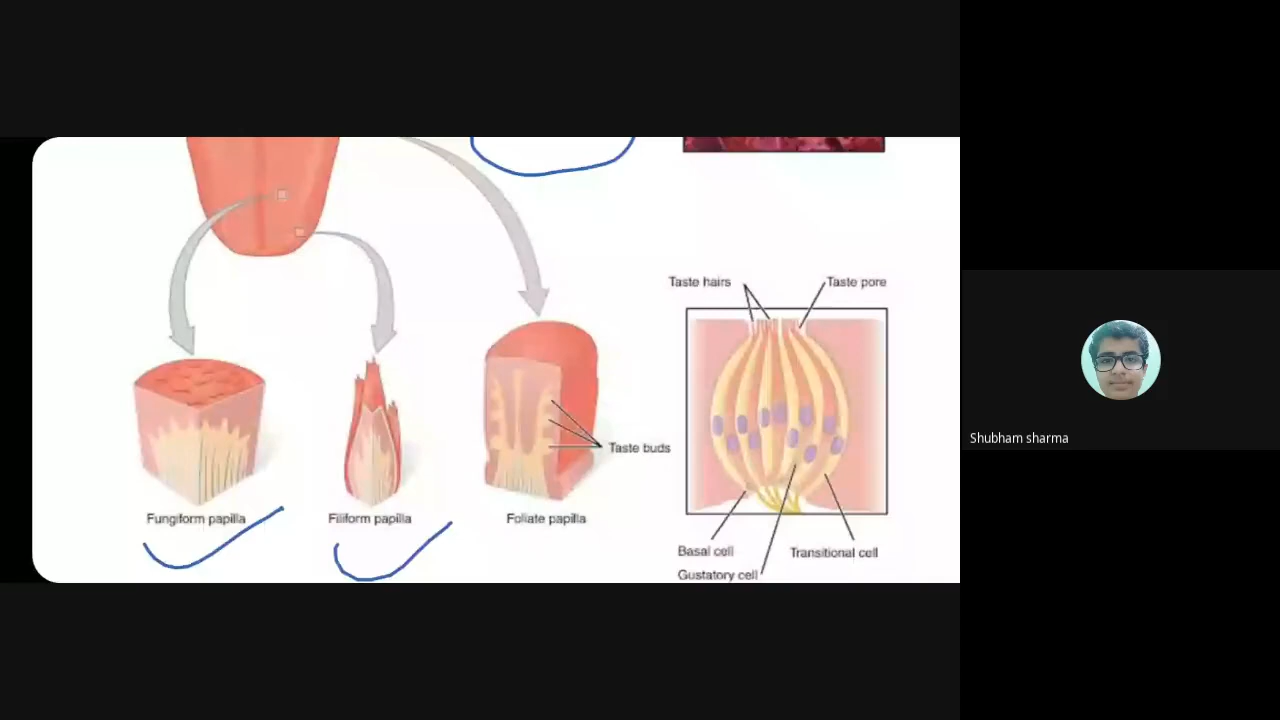 Taste hairs
Taste pore
Taste buds
Shubham sharma
Fungiform papilla
Filiform papilla
Foliate papilla
Basal cell
Transitional cell
Gustatory cell